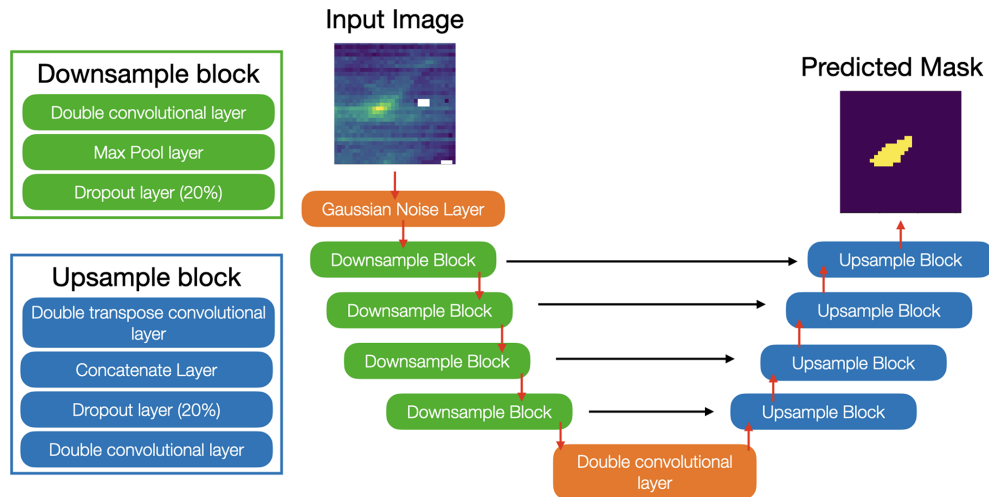 Input Image
Downsample block
Double convolutional layer
Max Pool layer
Dropout layer (20%)
Upsample block
Double transpose convolutional
layer
Concatenate Layer
Dropout layer (20%)
Double convolutional layer
Gaussian Noise Layer
Downsample Block
Downsample Block
Downsample Block
Downsample Block
Double convolutional
layer
Predicted Mask
Upsample Block
Upsample Block
Upsample Block
Upsample Block